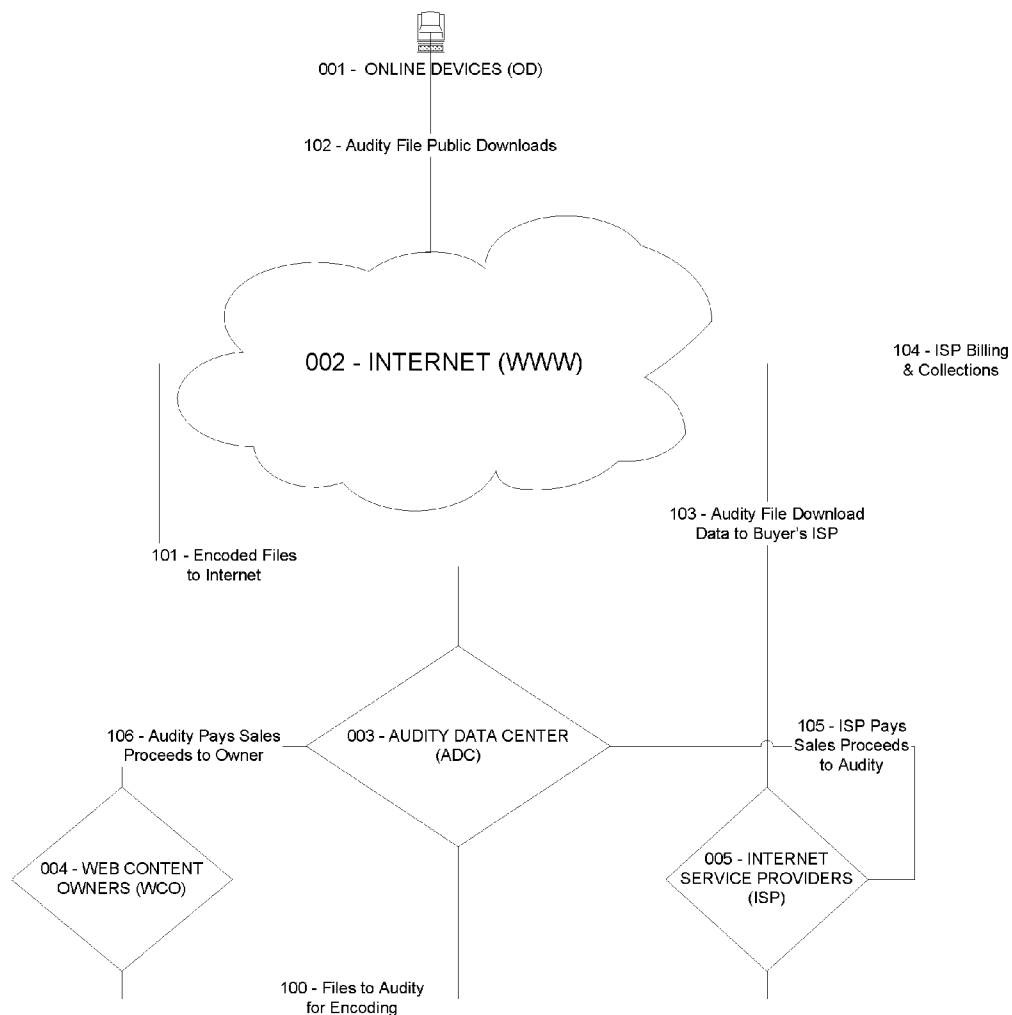 001 - ONLINE DEVICES (OD)
102 - Audity File Public Downloads
002 - INTERNET (WWW)
104 - ISP Billing
& Collections
103 - Audity File Download
Data to Buyer's ISP
101 - Encoded Files
to Internet
106 - Audity Pays Sales
Proceeds to Owner
003 - AUDITY DATA CENTER
(ADC)
105 - ISP Pays
Sales Proceeds
to Audity
004 - WEB CONTENT
OWNERS (WCO)
005 - INTERNET
SERVICE PROVIDERS
(ISP)
100 - Files to Audity
for Encoding